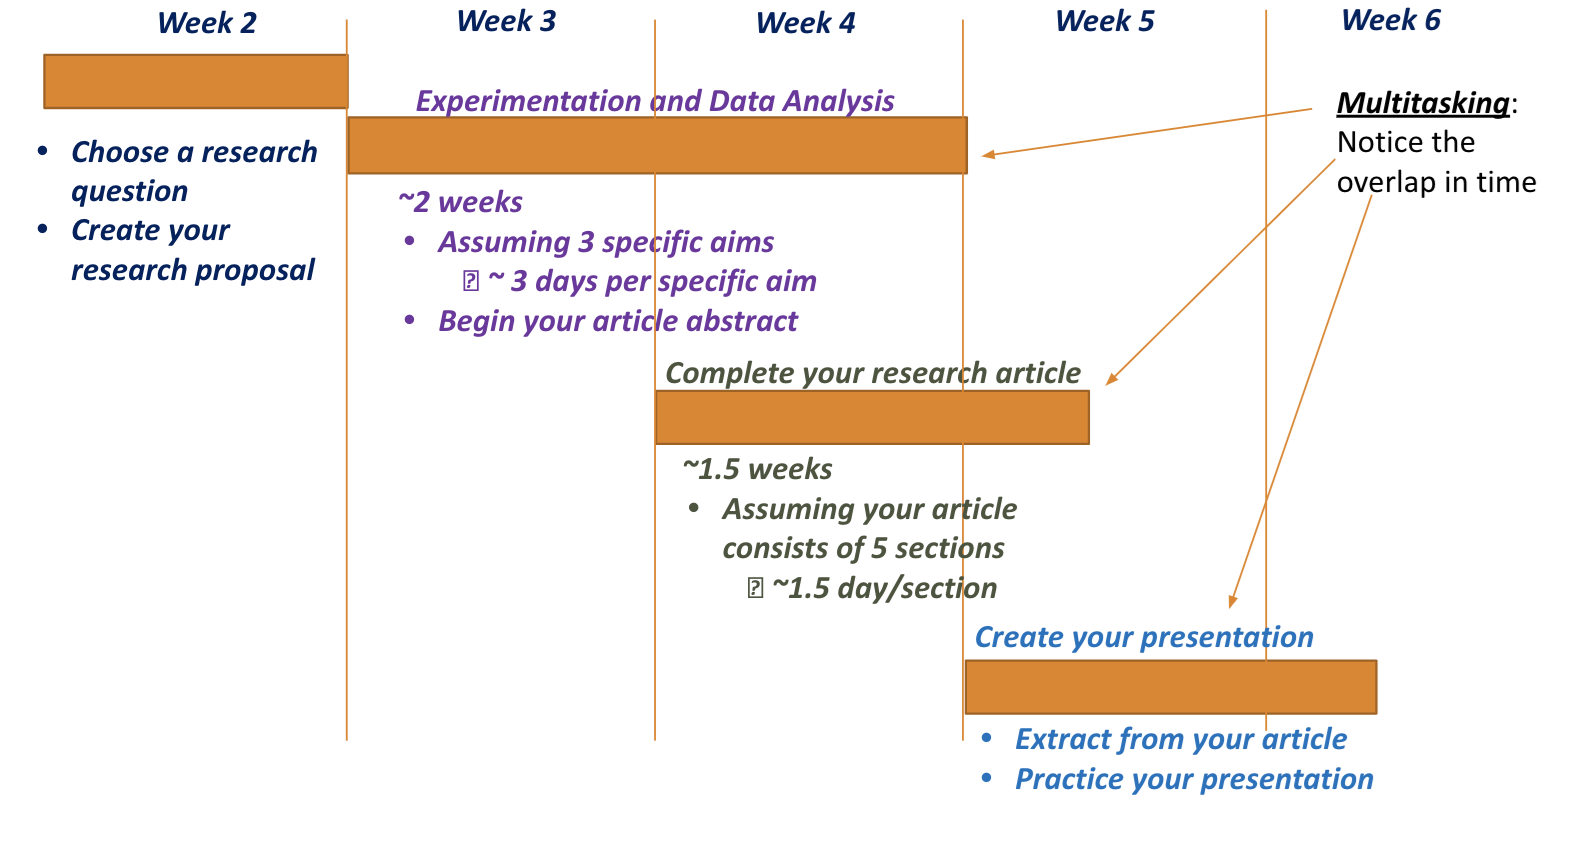 Week 2
Week 3
Week 4
Week 5
Week 6
Experimentation and Data Analysis
Multitasking:
Notice the
overlap in time
• Choose a research
question
• Create your
research proposal
~2 weeks
• Assuming 3 specific aims
⍰ ~ 3 days per specific aim
• Begin your article abstract
Complete your research article
~1.5 weeks
• Assuming your article
consists of 5 sections
⍰ ~1.5 day/section
Create your presentation
• Extract from your article
• Practice your presentation